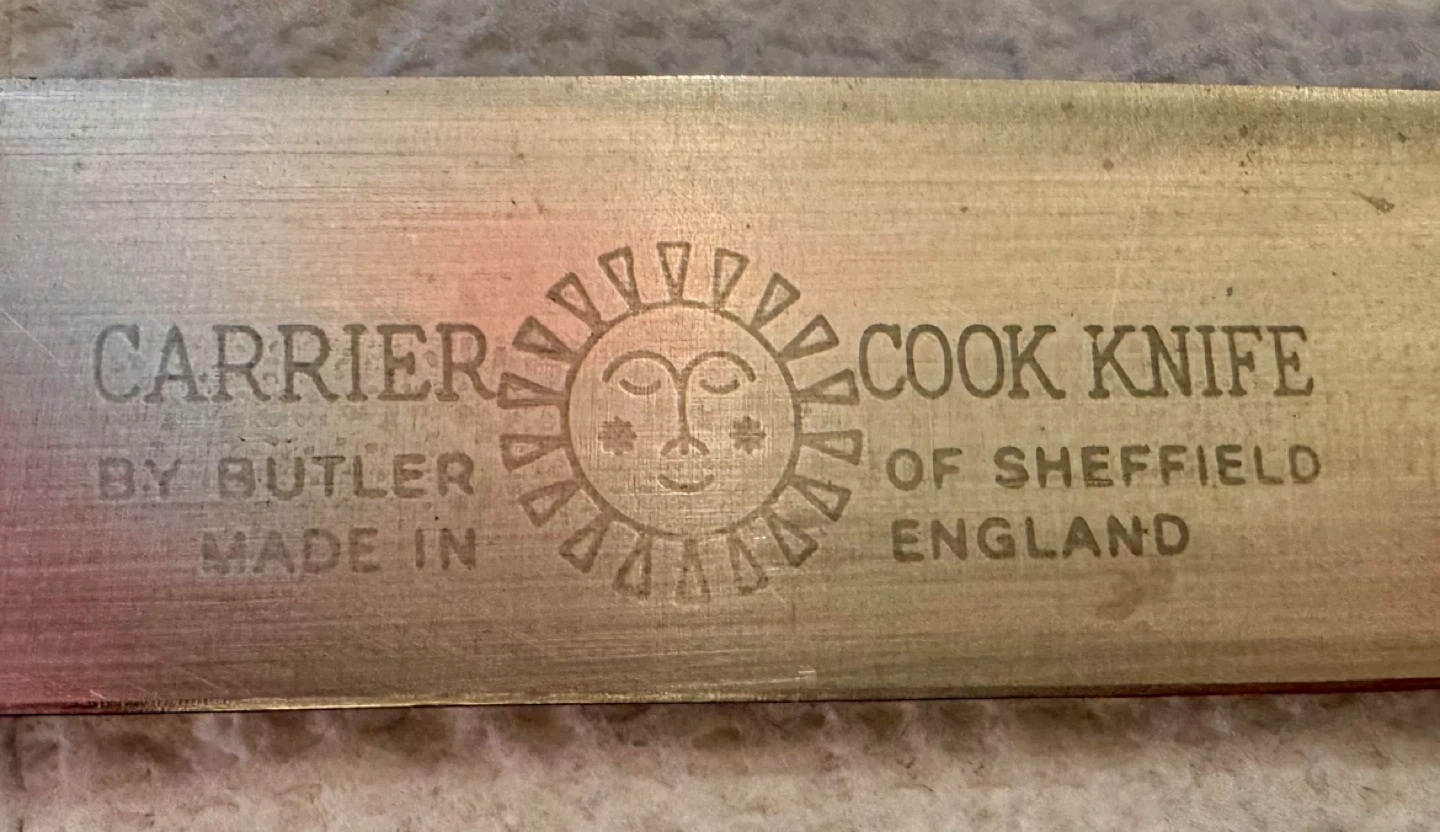 CARRIER COOK KNIFE
BY BUTLER OF SHEFFIELD
MADE IN ENGLAND